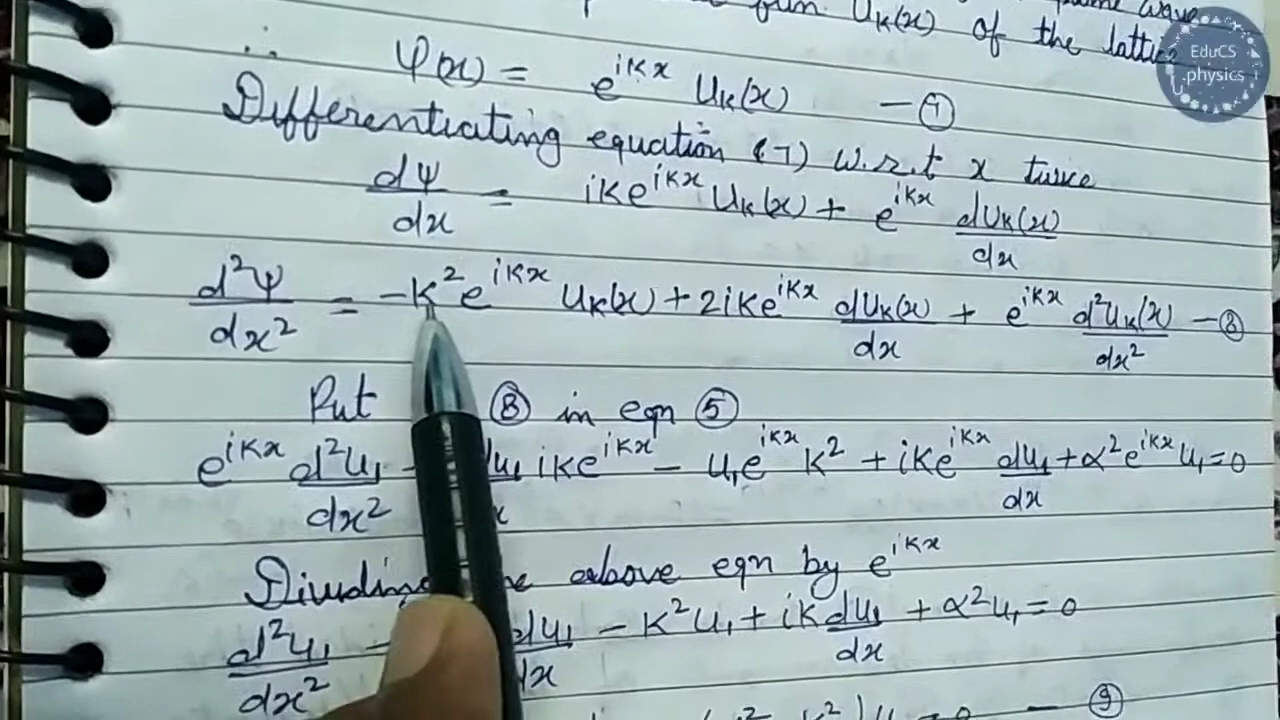 fun Uk(x) of the lattice
EduCS
physics
∴ Ψ(x) = e^{ikx} Uk(x) — ⑦
Differentiating equation (7) w.r.t x twice
dΨ/dx = ike^{ikx} Uk(x) + e^{ikx} dUk(x)/dx
d²Ψ/dx² = -k²e^{ikx} Uk(x) + 2ike^{ikx} dUk(x)/dx + e^{ikx} d²Uk(x)/dx² — ⑧
Put ⑧ in eqn ⑤
e^{ikx} d²u₁/dx² du₁ ike^{ikx} - u₁e^{ikx} k² + ike^{ikx} du₁/dx + α²e^{ikx} u₁ = 0
above eqn by e^{ikx}
d²u₁/dx² du₁/dx - k²u₁ + ik du₁/dx + α²u₁ = 0
⑨